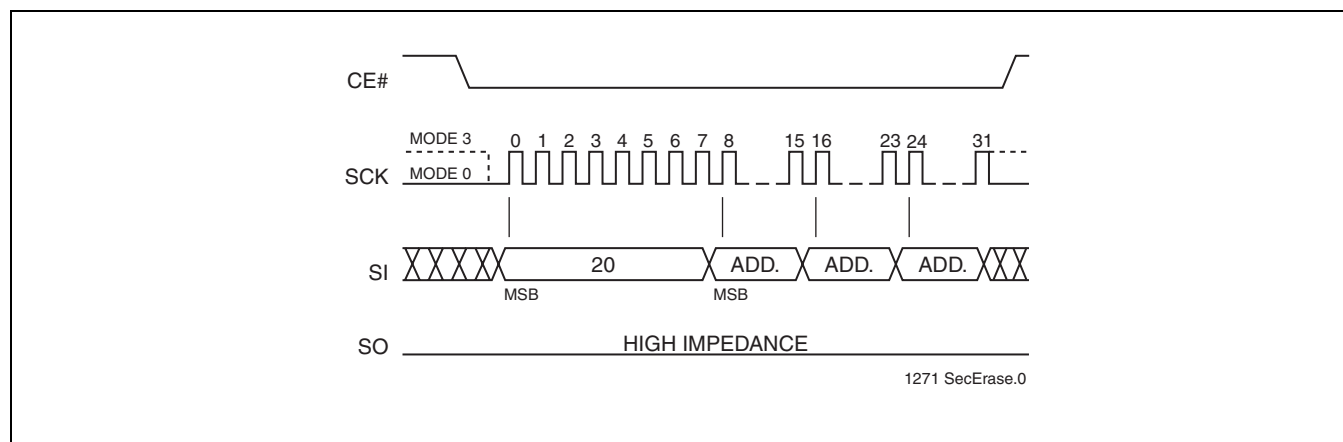 CE#
MODE 3
0 1 2 3 4 5 6 7 8 15 16 23 24 31
SCK
MODE 0
SI
20 ADD. ADD. ADD.
MSB MSB
SO
HIGH IMPEDANCE
1271 SecErase.0